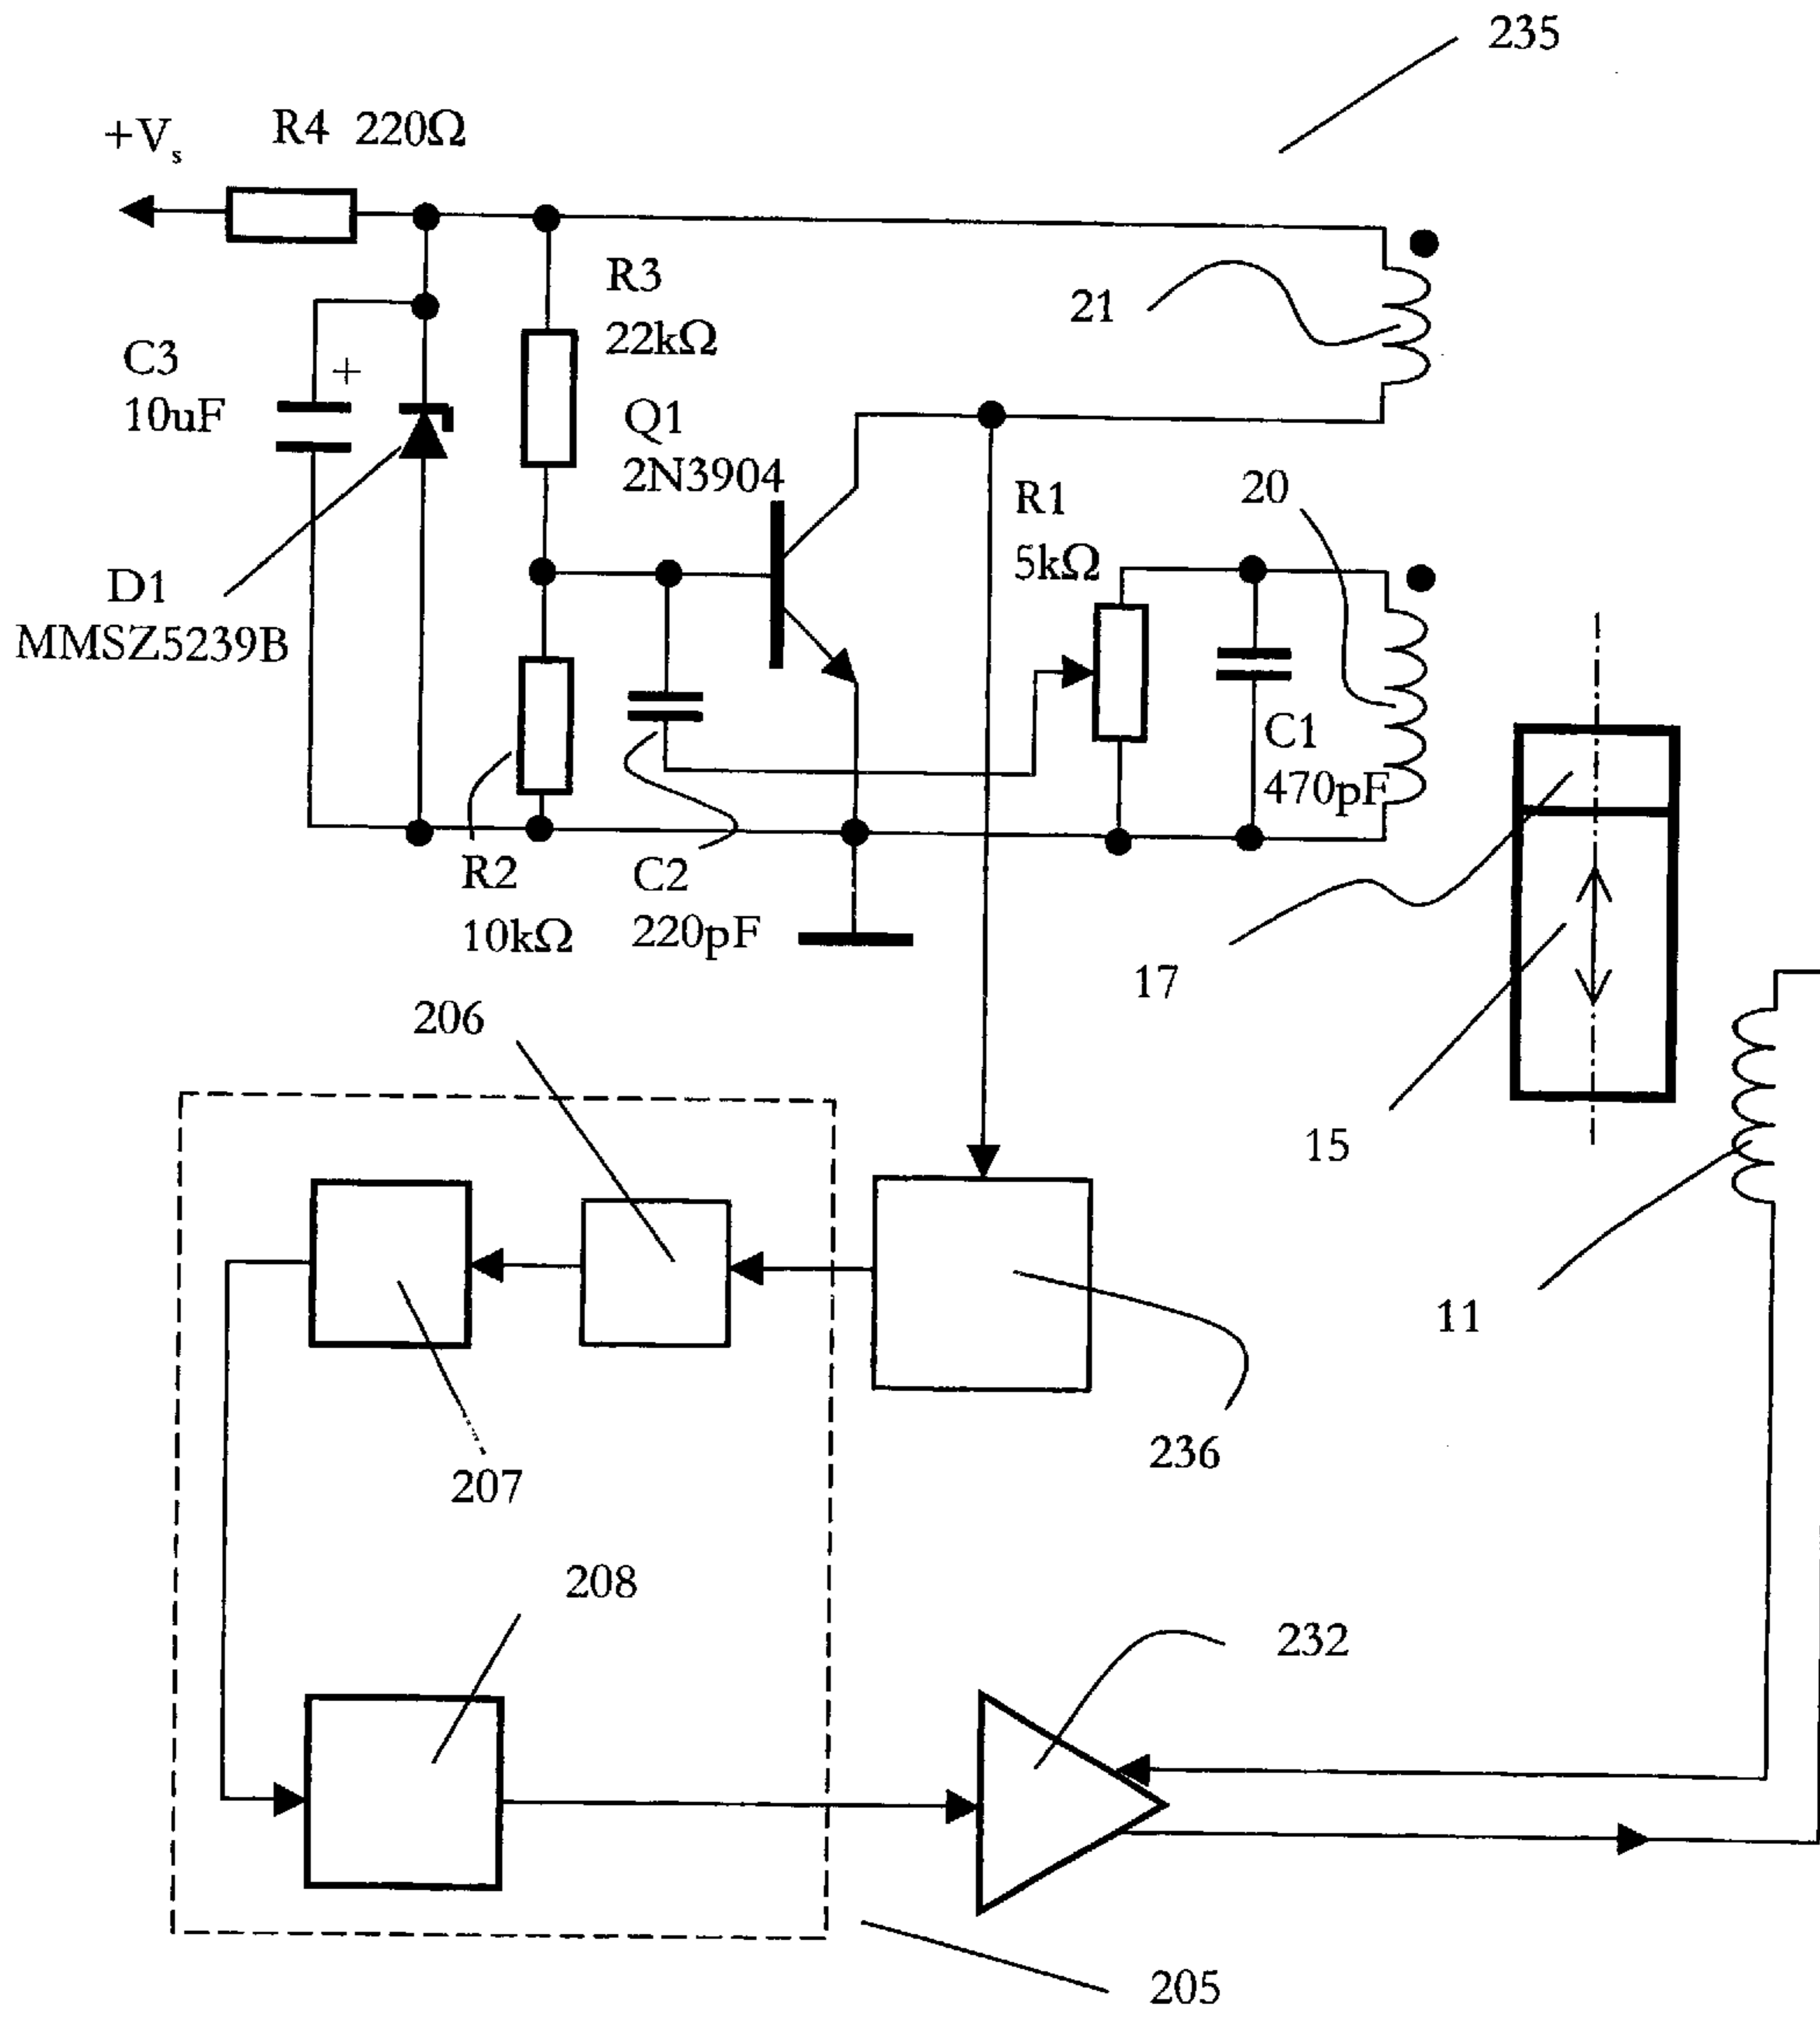 235
+Vs
R4 220Ω
R3
22kΩ
21
C3
10uF
+
Q1
2N3904
R1
5kΩ
20
D1
MMSZ5239B
C1
470pF
R2
10kΩ
C2
220pF
17
206
15
11
236
207
208
232
205